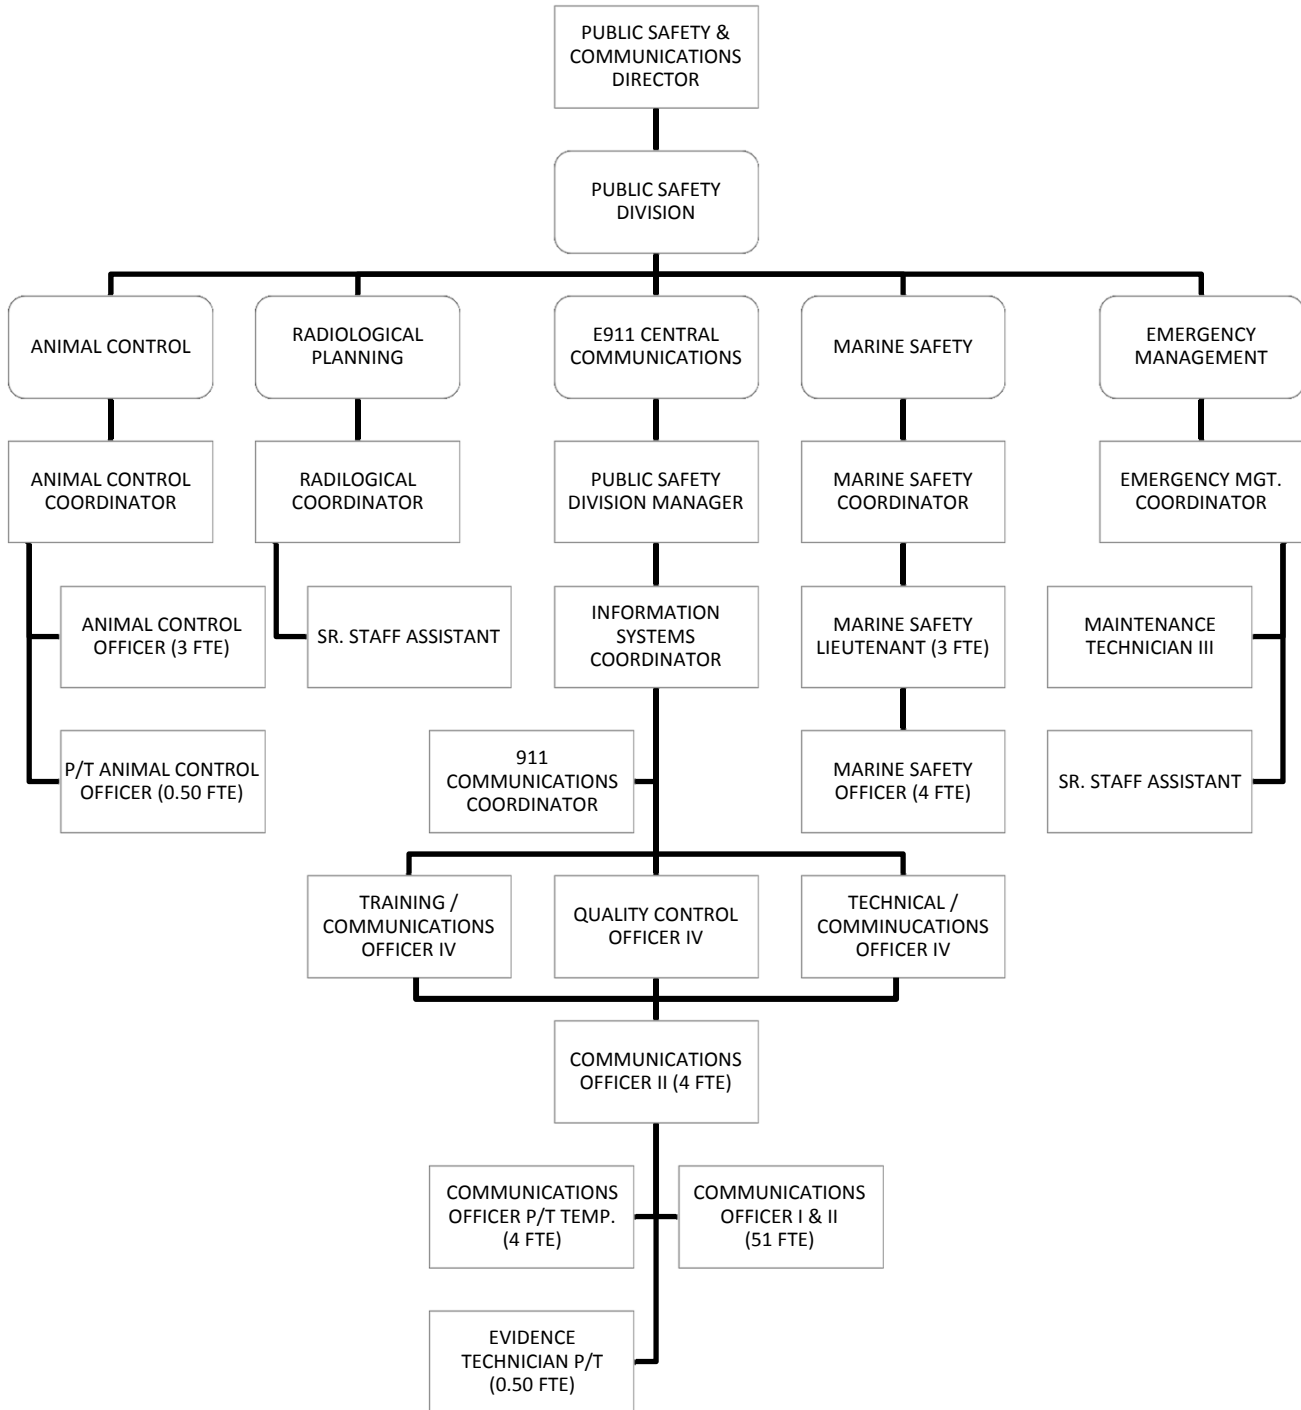 PUBLIC SAFETY &
COMMUNICATIONS
DIRECTOR
PUBLIC SAFETY
DIVISION
ANIMAL CONTROL
RADIOLOGICAL
PLANNING
E911 CENTRAL
COMMUNICATIONS
MARINE SAFETY
EMERGENCY
MANAGEMENT
ANIMAL CONTROL
COORDINATOR
RADILOGICAL
COORDINATOR
PUBLIC SAFETY
DIVISION MANAGER
MARINE SAFETY
COORDINATOR
EMERGENCY MGT.
COORDINATOR
ANIMAL CONTROL
OFFICER (3 FTE)
SR. STAFF ASSISTANT
INFORMATION
SYSTEMS
COORDINATOR
MARINE SAFETY
LIEUTENANT (3 FTE)
MAINTENANCE
TECHNICIAN III
P/T ANIMAL CONTROL
OFFICER (0.50 FTE)
911
COMMUNICATIONS
COORDINATOR
MARINE SAFETY
OFFICER (4 FTE)
SR. STAFF ASSISTANT
TRAINING /
COMMUNICATIONS
OFFICER IV
QUALITY CONTROL
OFFICER IV
TECHNICAL /
COMMINUCATIONS
OFFICER IV
COMMUNICATIONS
OFFICER II (4 FTE)
COMMUNICATIONS
OFFICER P/T TEMP.
(4 FTE)
COMMUNICATIONS
OFFICER I & II
(51 FTE)
EVIDENCE
TECHNICIAN P/T
(0.50 FTE)